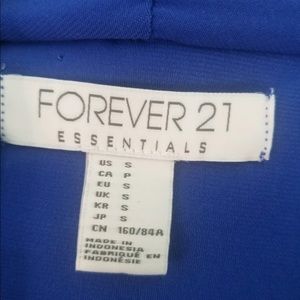 FOREVER 21
ESSENTIALS
US S
CA P
EU S
UK S
KR S
JP S
CN 160/84A
MADE IN
INDONESIA
FABRIQUÉ EN
INDONÉSIE